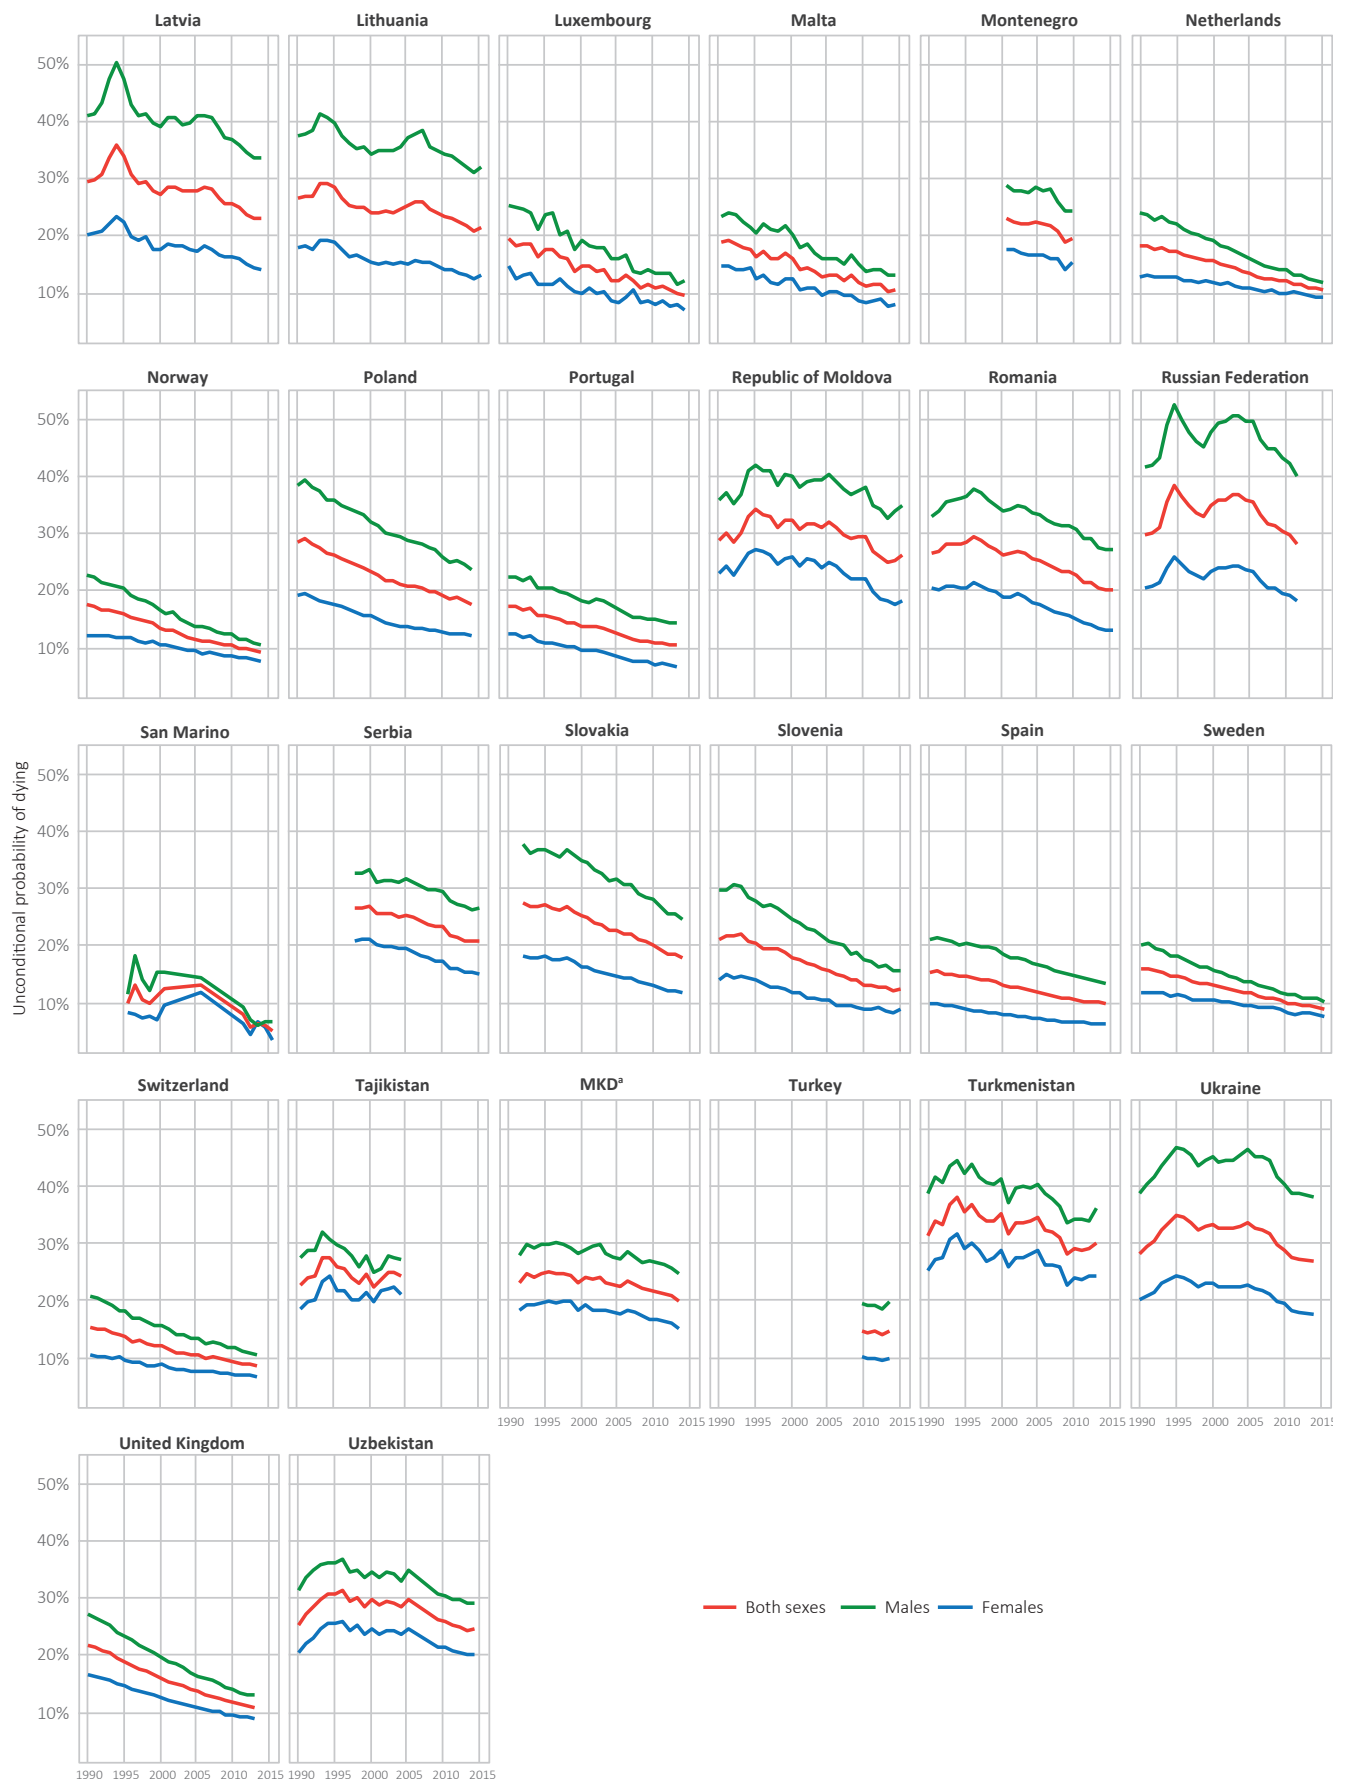 Latvia Lithuania Luxembourg Malta Montenegro Netherlands
50%
40%
30%
20%
10%
Norway Poland Portugal Republic of Moldova Romania Russian Federation
50%
40%
30%
20%
10%
San Marino Serbia Slovakia Slovenia Spain Sweden
Unconditional probability of dying
50%
40%
30%
20%
10%
Switzerland Tajikistan MKDª Turkey Turkmenistan Ukraine
50%
40%
30%
20%
10%
1990 1995 2000 2005 2010 2015 1990 1995 2000 2005 2010 2015 1990 1995 2000 2005 2010 2015 1990 1995 2000 2005 2010 201
United Kingdom Uzbekistan
50%
40%
30%
20%
10%
Both sexes Males Females
1990 1995 2000 2005 2010 2015 1990 1995 2000 2005 2010 2015